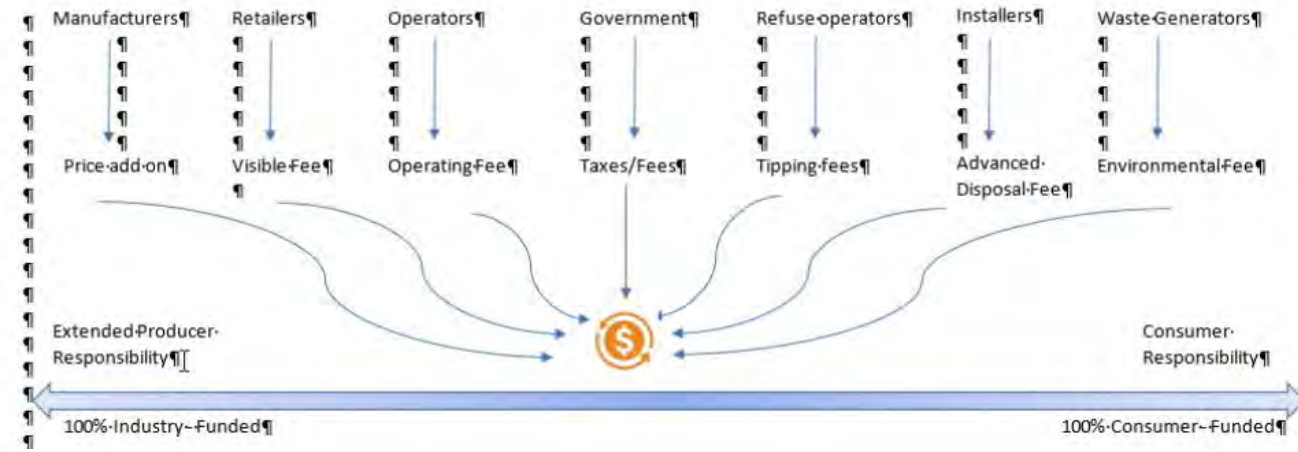 Manufacturers¶ Retailers¶ Operators¶ Government¶ Refuse·operators¶ Installers¶ Waste·Generators¶
Price·add·on¶ Visible·Fee¶ Operating·Fee¶ Taxes/Fees¶ Tipping·fees¶ Advanced·
Disposal·Fee¶ Environmental·Fee¶
$
Extended·Producer·
Responsibility¶
Consumer·
Responsibility¶
100%·Industry·-Funded¶
100%·Consumer·-Funded¶